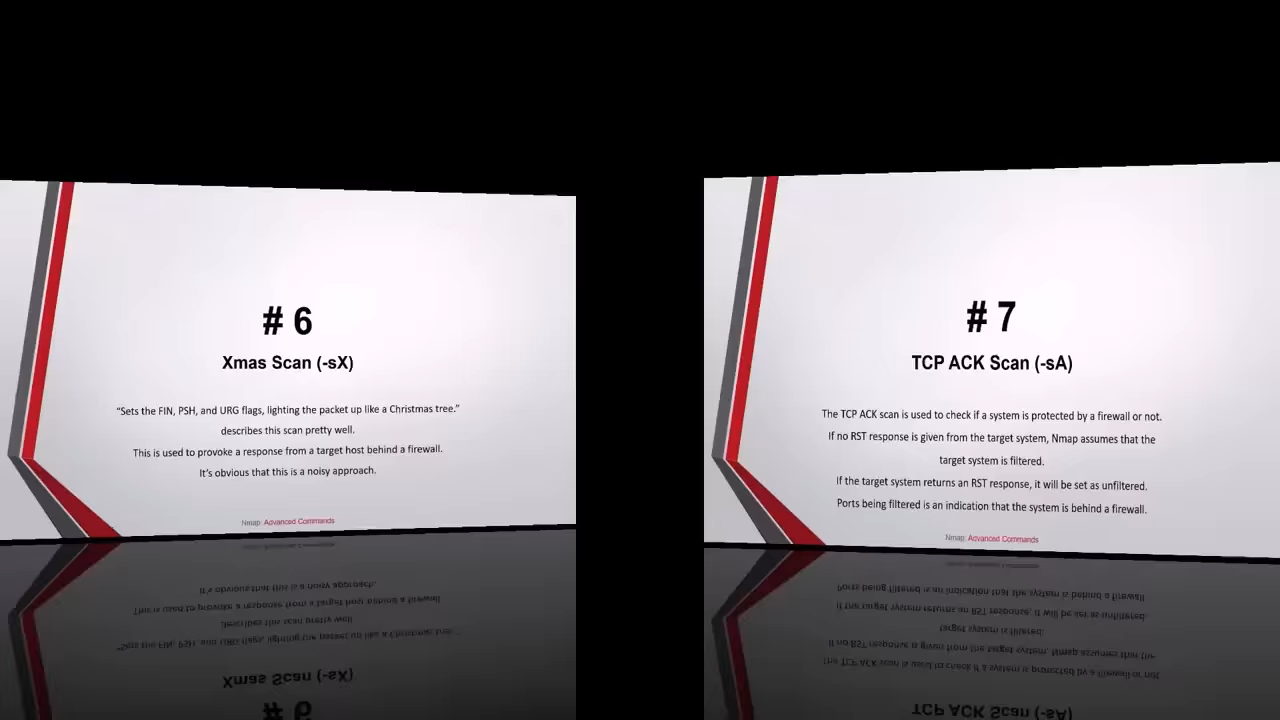 # 6
Xmas Scan (-sX)
“Sets the FIN, PSH, and URG flags, lighting the packet up like a Christmas tree.”
describes this scan pretty well.
This is used to provoke a response from a target host behind a firewall.
It’s obvious that this is a noisy approach.
Nmap: Advanced Commands
# 7
TCP ACK Scan (-sA)
The TCP ACK scan is used to check if a system is protected by a firewall or not.
If no RST response is given from the target system, Nmap assumes that the
target system is filtered.
If the target system returns an RST response, it will be set as unfiltered.
Ports being filtered is an indication that the system is behind a firewall.
Nmap: Advanced Commands